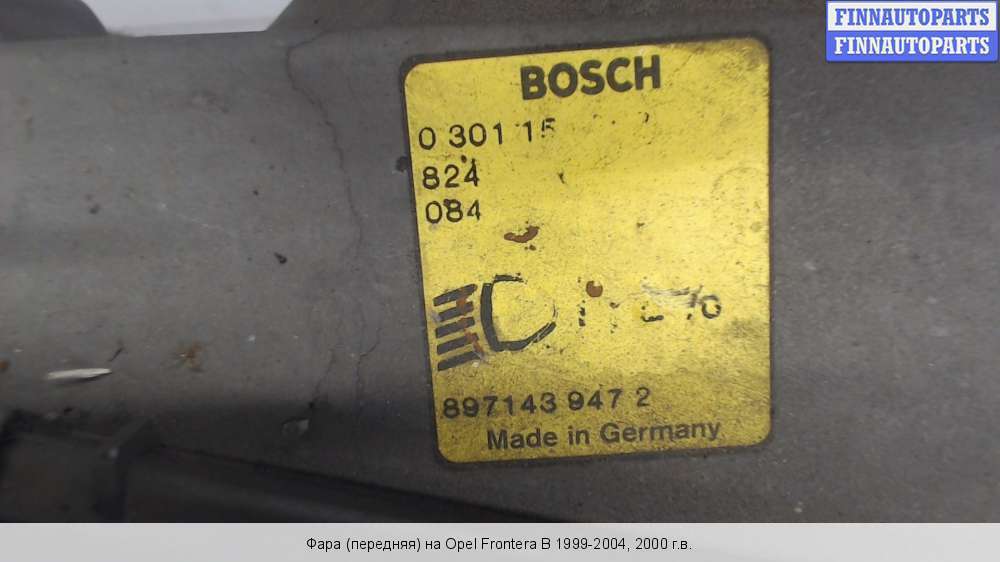 FINNAUTOPARTS
FINNAUTOPARTS
BOSCH
0 301 15
824
084
897143 947 2
Made in Germany
Фара (передняя) на Opel Frontera B 1999-2004, 2000 г.в.